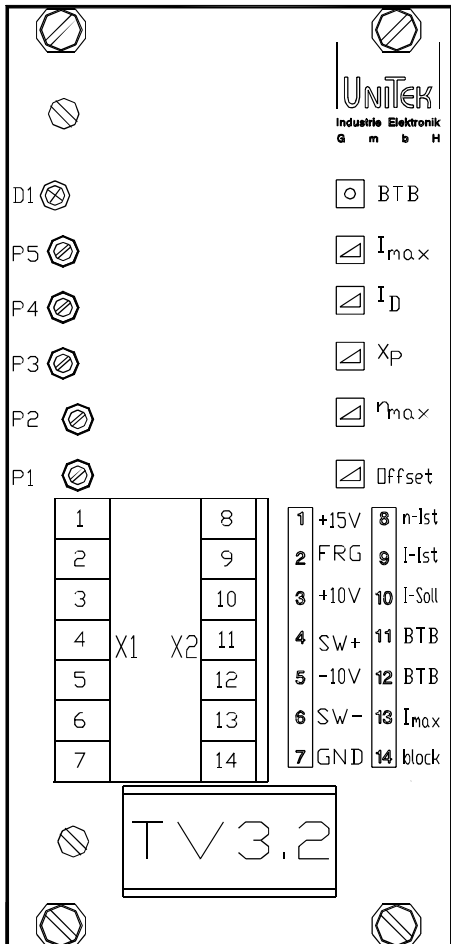 UNITEK
Industrie Elektronik
G m b H
D1 BTB
P5 Imax
P4 ID
P3 XP
P2 nmax
P1 Offset
1 8 1 +15V 8 n-Ist
2 9 2 FRG 9 I-Ist
3 10 3 +10V 10 I-Soll
4 11 4 SW+ 11 BTB
X1 X2
5 12 5 -10V 12 BTB
6 13 6 SW- 13 Imax
7 14 7 GND 14 block
TV3.2